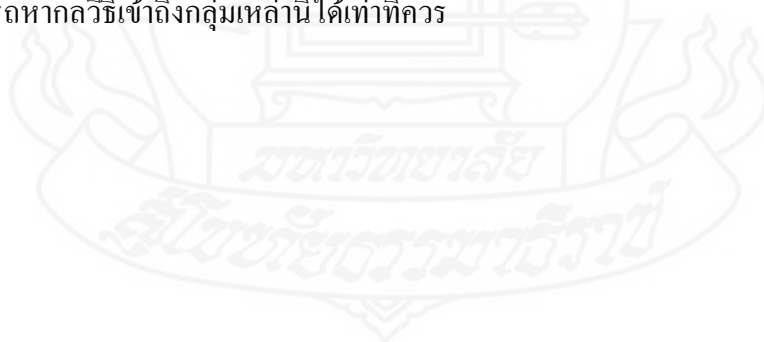 รถหากลวิธีเข้าถึงกลุ่มเหล่านี้ได้เท่าที่ควร
มหาวิทยาลัย
สุโขทัยธรรมาธิราช